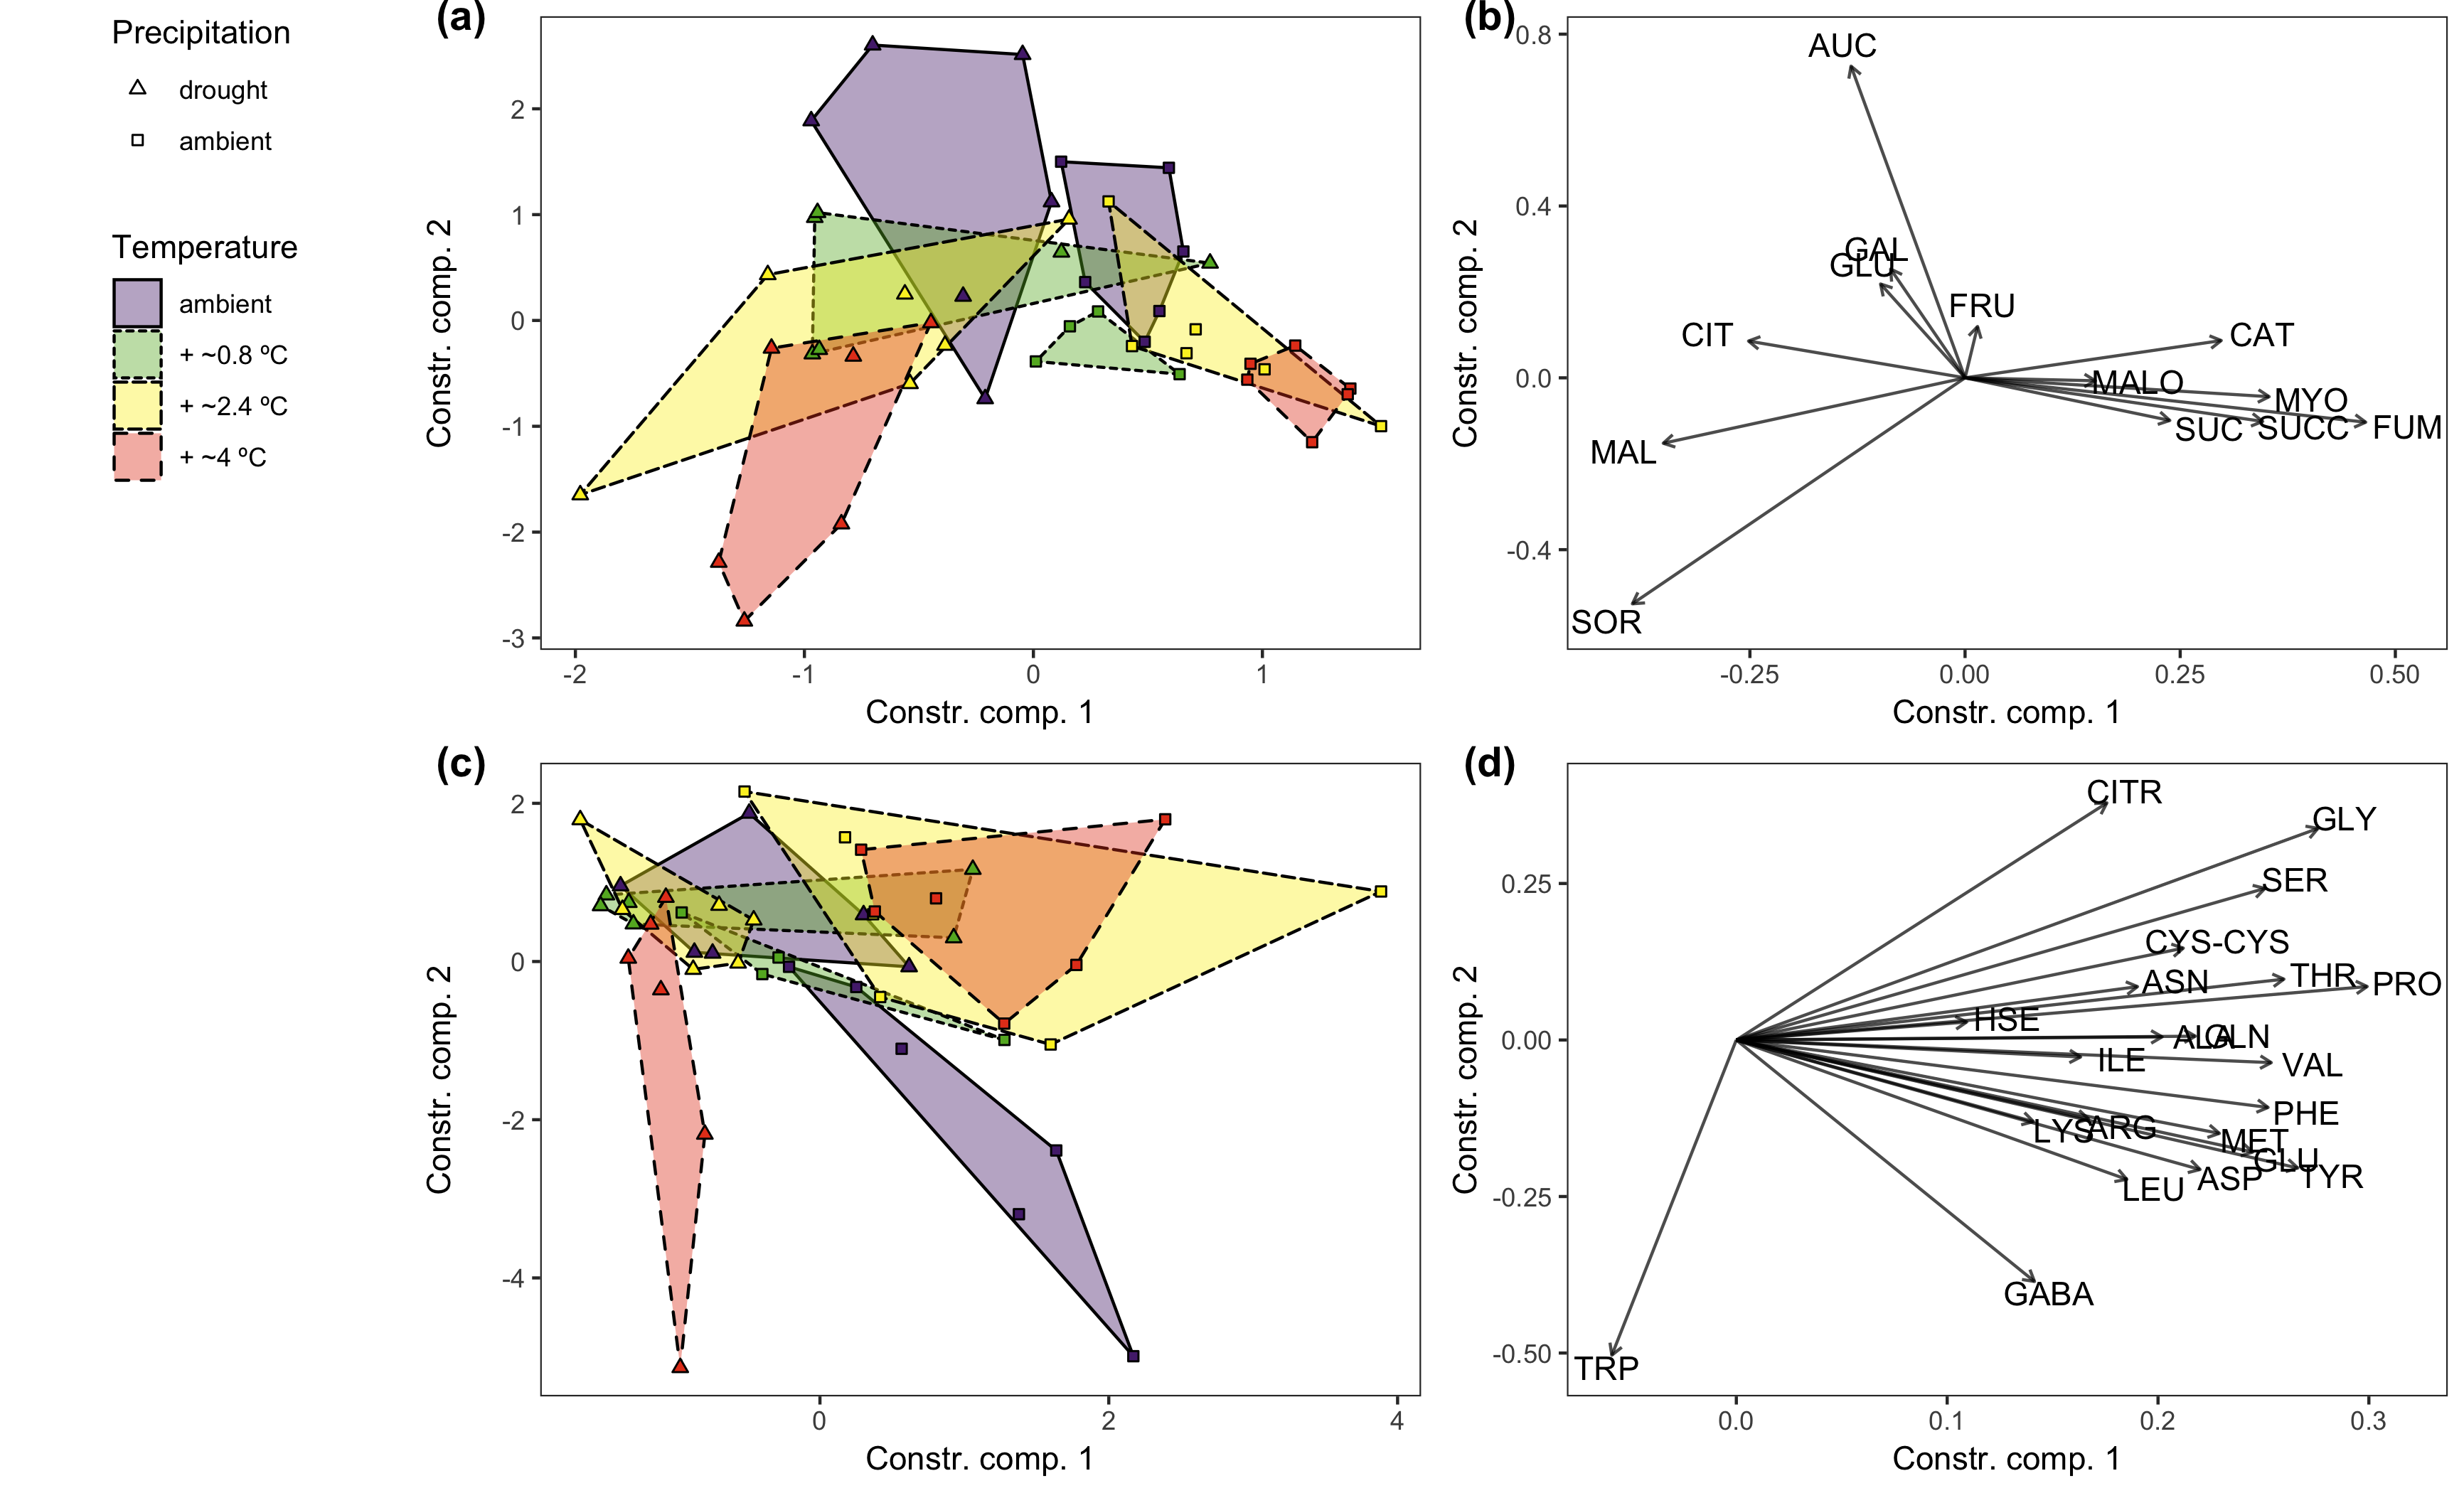 Precipitation
drought
ambient
Temperature
ambient
+ ~0.8 ºC
+ ~2.4 ºC
+ ~4 ºC
(a)
Constr. comp. 2
2
1
0
-1
-2
-3
-2
-1
0
1
Constr. comp. 1
(b)
Constr. comp. 2
0.8
0.4
0.0
-0.4
AUC
GAL
GLU
FRU
CIT
CAT
MALO
MYO
SUC
SUCC
FUM
MAL
SOR
-0.25
0.00
0.25
0.50
Constr. comp. 1
(c)
Constr. comp. 2
2
0
-2
-4
0
2
4
Constr. comp. 1
(d)
Constr. comp. 2
0.25
0.00
-0.25
-0.50
CITR
GLY
SER
CYS-CYS
ASN
THR
PRO
HSE
ALA
GLN
ILE
VAL
PHE
LYS
ARG
MET
GLU
TYR
ASP
LEU
GABA
TRP
0.0
0.1
0.2
0.3
Constr. comp. 1